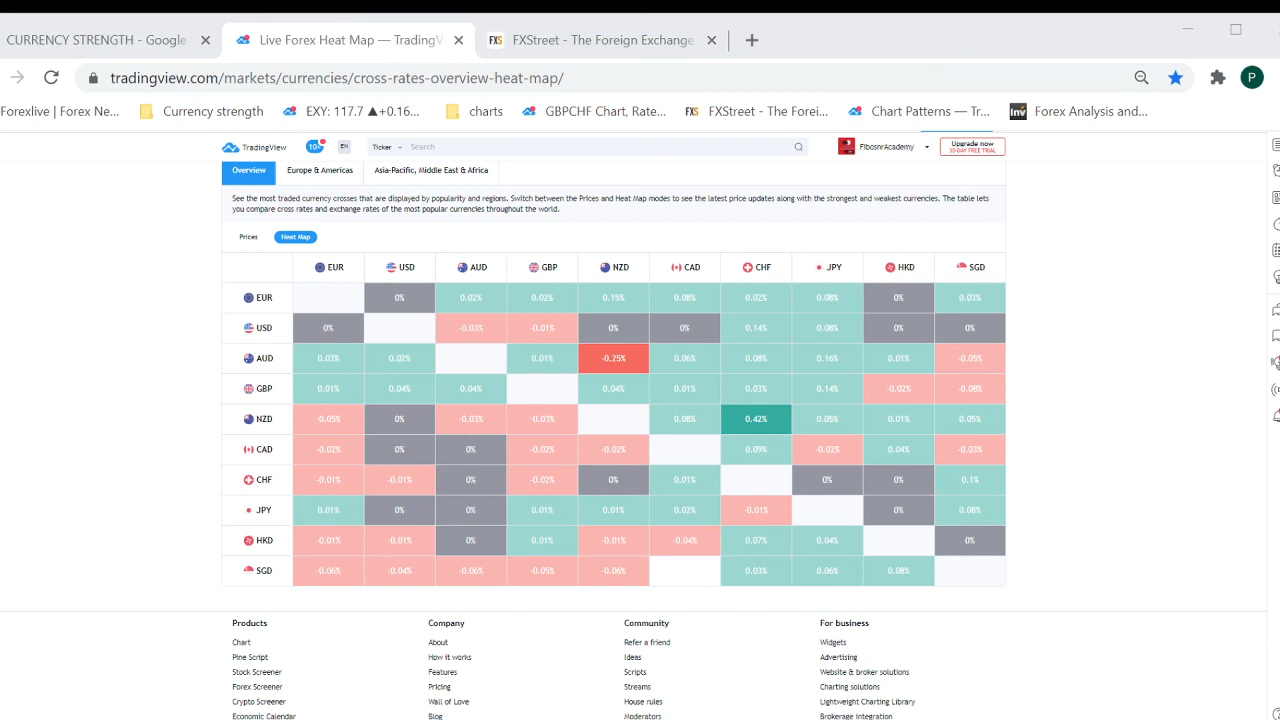 CURRENCY STRENGTH - Google
Live Forex Heat Map — TradingV
FXS FXStreet - The Foreign Exchange
tradingview.com/markets/currencies/cross-rates-overview-heat-map/
P
Forexlive | Forex Ne...
Currency strength
EXY: 117.7 ▲+0.16...
charts
GBPCHF Chart, Rate...
FXS FXStreet - The Forei...
Chart Patterns — Tr...
Inv Forex Analysis and...
TradingView
10+
EN
Ticker
Search
FibosnrAcademy
Upgrade now
30-DAY FREE TRIAL
Overview
Europe & Americas
Asia-Pacific, Middle East & Africa
See the most traded currency crosses that are displayed by popularity and regions. Switch between the Prices and Heat Map modes to see the latest price updates along with the strongest and weakest currencies. The table lets
you compare cross rates and exchange rates of the most popular currencies throughout the world.
Prices Heat Map
EUR USD AUD GBP NZD CAD CHF JPY HKD SGD
EUR 0% 0.02% 0.02% 0.15% 0.08% 0.02% 0.08% 0% 0.03%
USD 0% -0.03% -0.01% 0% 0% 0.14% 0.08% 0% 0%
AUD 0.03% 0.02% 0.01% -0.25% 0.06% 0.08% 0.16% 0.01% -0.05%
GBP 0.01% 0.04% 0.04% 0.04% 0.01% 0.03% 0.14% -0.02% -0.08%
NZD -0.05% 0% -0.03% -0.03% 0.08% 0.42% 0.05% 0.01% 0.05%
CAD -0.02% 0% 0% -0.02% -0.02% 0.09% -0.02% 0.04% -0.03%
CHF -0.01% -0.01% 0% -0.02% 0% 0.01% 0% 0% 0.1%
JPY 0.01% 0% 0% 0.01% 0.01% 0.02% -0.01% 0% 0.08%
HKD -0.01% -0.01% 0% 0.01% -0.01% -0.04% 0.07% 0.04% 0%
SGD -0.06% -0.04% -0.06% -0.05% -0.06% 0.03% 0.06% 0.08%
Products
Chart
Pine Script
Stock Screener
Forex Screener
Crypto Screener
Economic Calendar
Company
About
How it works
Features
Pricing
Wall of Love
Blog
Community
Refer a friend
Ideas
Scripts
Streams
House rules
Moderators
For business
Widgets
Advertising
Website & broker solutions
Charting solutions
Lightweight Charting Library
Brokerage integration